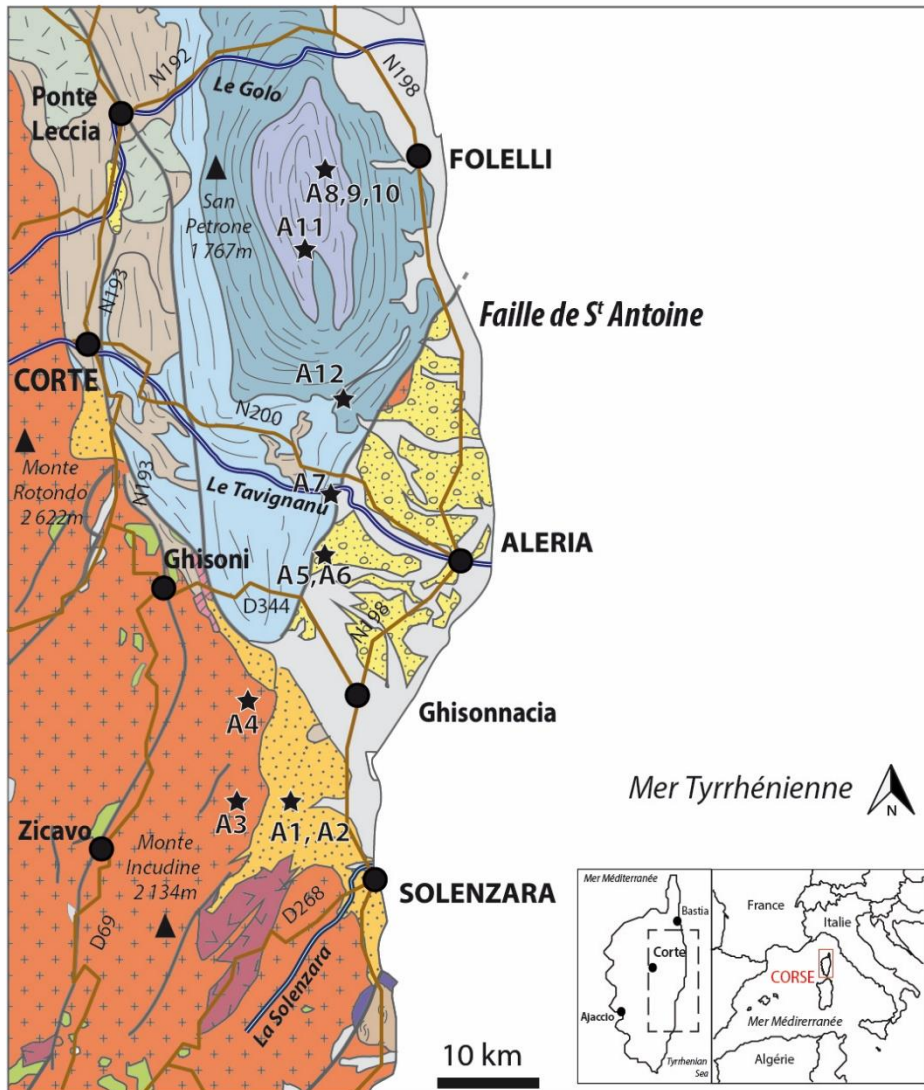 N192
Le Golo
N198
Ponte
Leccia
FOLELLI
San
Petrone
1 767m
A8,9,10
A11
N193
Faille de Sᵗ Antoine
CORTE
A12
N200
Monte
Rotondo
2 622m
N193
Le Tavignanu
A7
Ghisoni
ALERIA
A5,A6
D344
N198
Ghisonnacia
A4
Mer Tyrrhénienne
N
A3
A1, A2
Zicavo
Monte
Incudine
2 134m
SOLENZARA
D268
D69
La Solenzara
10 km
Mer Méditerranée
Bastia
Corte
Ajaccio
Tyrrhenian
Sea
France
Italie
CORSE
Mer Médirerranée
Algérie